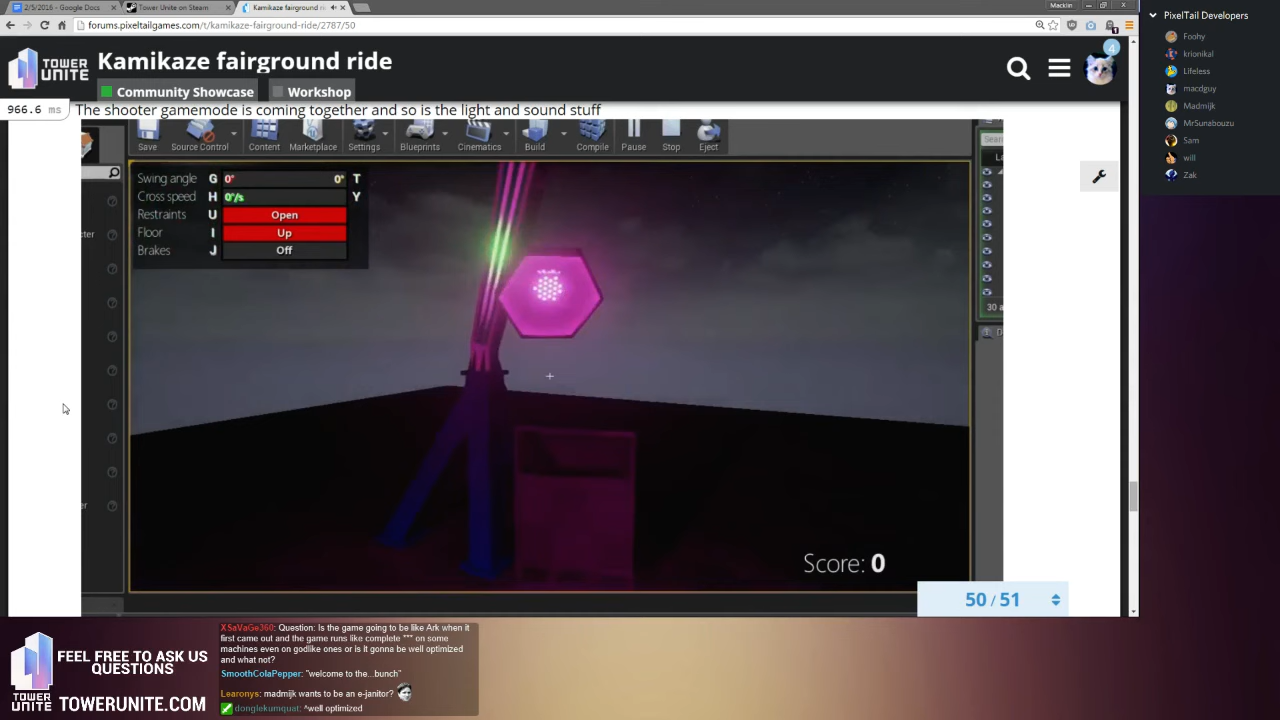 2/5/2016 - Google Docs
Tower Unite on Steam
Kamikaze fairground ri
Macklin
forums.pixeltailgames.com/t/kamikaze-fairground-ride/2787/50
TOWER
UNITE
Kamikaze fairground ride
Community Showcase
Workshop
4
966.6 ms
The shooter gamemode is coming together and so is the light and sound stuff
Save
Source Control
Content
Marketplace
Settings
Blueprints
Cinematics
Build
Compile
Pause
Stop
Eject
Swing angle G 0° 0° T
Cross speed H 0°/s Y
Restraints U Open
Floor I Up
Brakes J Off
Score: 0
50 / 51
PixelTail Developers
Foohy
krionikal
Lifeless
macdguy
Madmijk
MrSunabouzu
Sam
will
Zak
TOWER
UNITE
FEEL FREE TO ASK US
QUESTIONS
TOWERUNITE.COM
XSaVaGe360: Question: Is the game going to be like Ark when it
first came out and the game runs like complete *** on some
machines even on godlike ones or is it gonna be well optimized
and what not?
SmoothColaPepper: "welcome to the...bunch"
Learonys: madmijk wants to be an e-janitor?
donglekumquat: ^well optimized